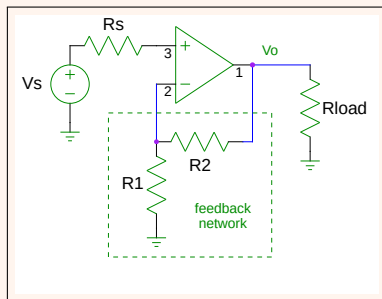 Rs
Vs
+
−
3
+
2
−
1
Vo
Rload
R2
R1
feedback
network